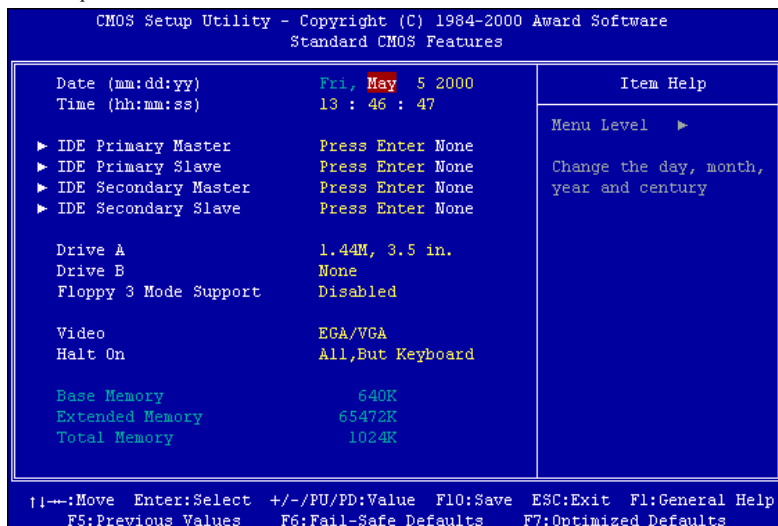 CMOS Setup Utility - Copyright (C) 1984-2000 Award Software
Standard CMOS Features
Date (mm:dd:yy) Fri, May 5 2000
Time (hh:mm:ss) 13 : 46 : 47
► IDE Primary Master Press Enter None
► IDE Primary Slave Press Enter None
► IDE Secondary Master Press Enter None
► IDE Secondary Slave Press Enter None
Drive A 1.44M, 3.5 in.
Drive B None
Floppy 3 Mode Support Disabled
Video EGA/VGA
Halt On All,But Keyboard
Base Memory 640K
Extended Memory 65472K
Total Memory 1024K
Item Help
Menu Level ►
Change the day, month,
year and century
↑↓→←:Move Enter:Select +/-/PU/PD:Value F10:Save ESC:Exit F1:General Help
F5:Previous Values F6:Fail-Safe Defaults F7:Optimized Defaults